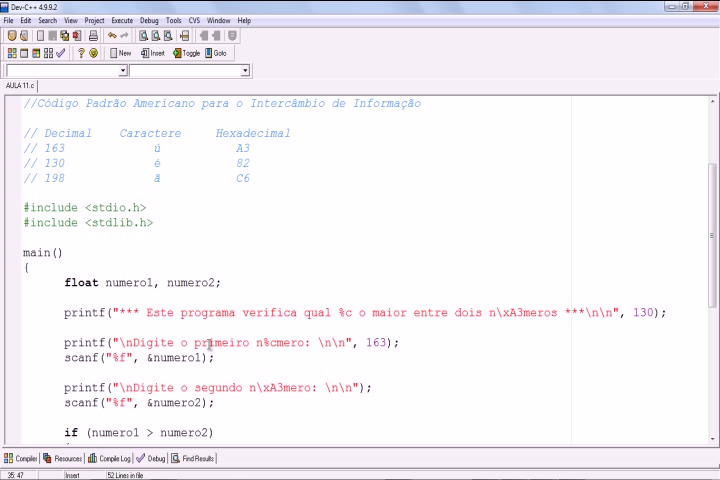 Dev-C++ 4.9.9.2
File Edit Search View Project Execute Debug Tools CVS Window Help
New Insert Toggle Goto
AULA 11.c
//Código Padrão Americano para o Intercâmbio de Informação
// Decimal Caractere Hexadecimal
// 163 ú A3
// 130 é 82
// 198 ã C6
#include <stdio.h>
#include <stdlib.h>
main()
{
float numero1, numero2;
printf("*** Este programa verifica qual %c o maior entre dois n\xA3meros ***\n\n", 130);
printf("\nDigite o primeiro n%cmero: \n\n", 163);
scanf("%f", &numero1);
printf("\nDigite o segundo n\xA3mero: \n\n");
scanf("%f", &numero2);
if (numero1 > numero2)
Compiler Resources Compile Log Debug Find Results
35: 47 Insert 52 Lines in file